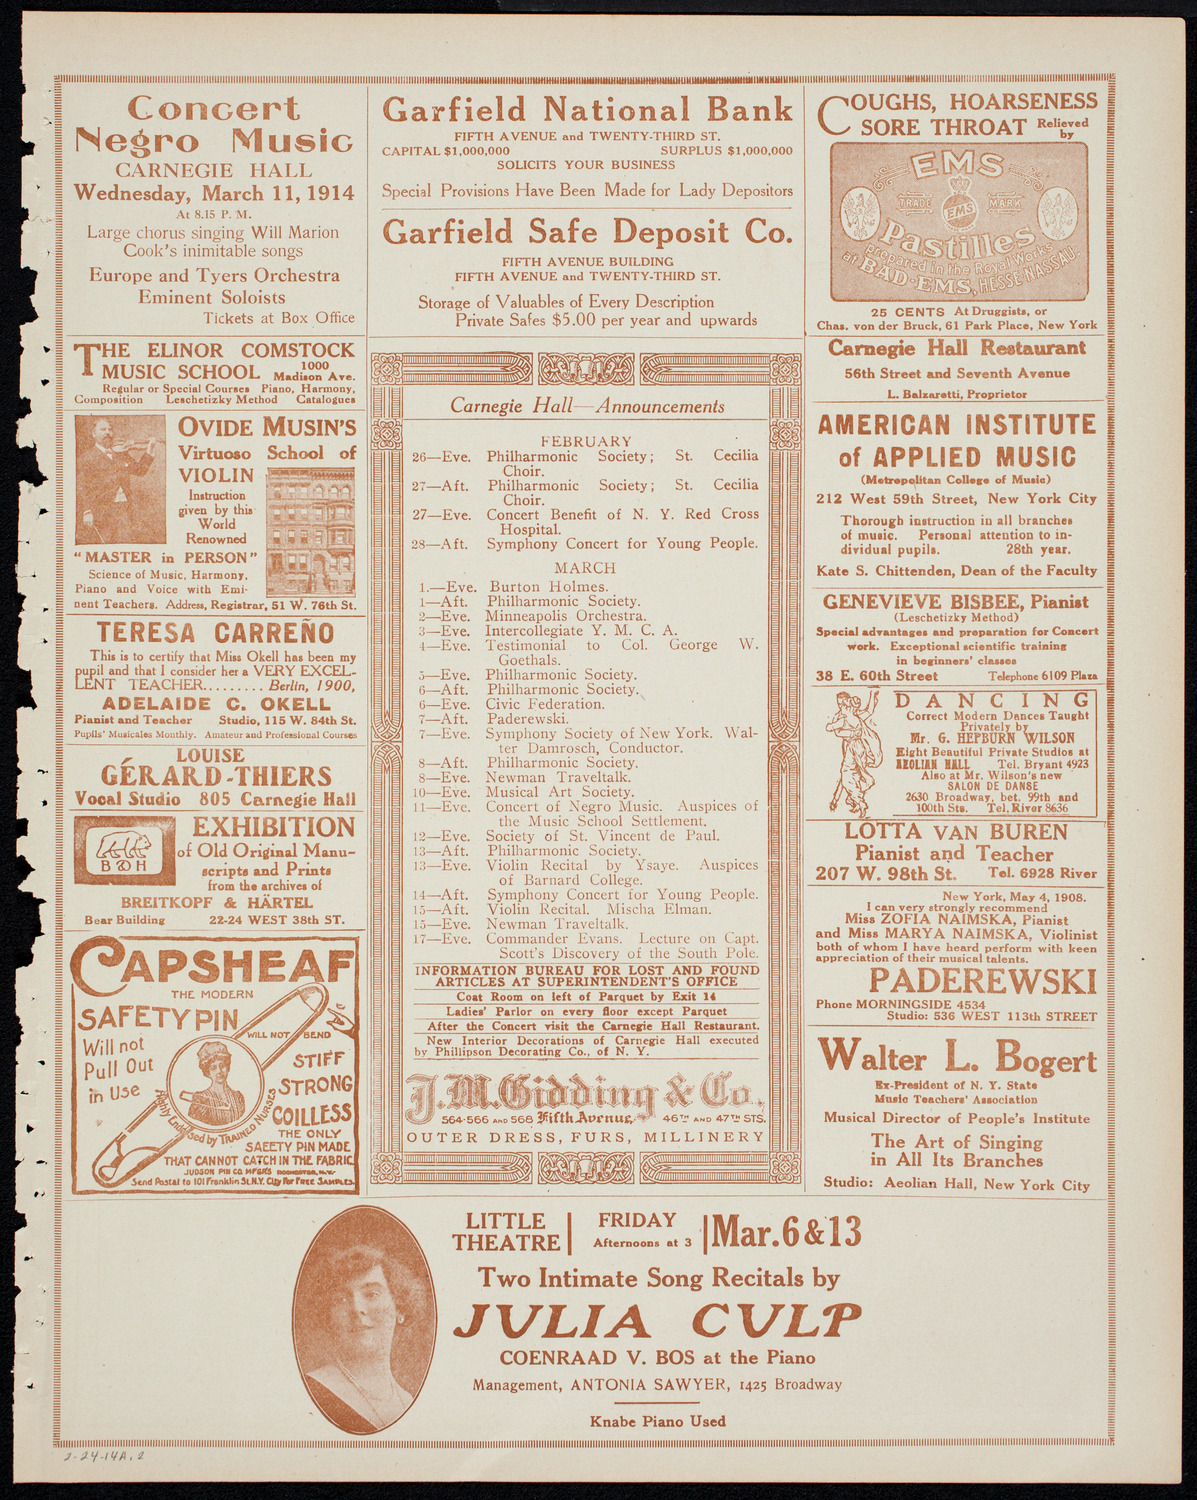 Concert
Negro Music
CARNEGIE HALL
Wednesday, March 11, 1914
At 8.15 P. M.
Large chorus singing Will Marion
Cook's inimitable songs
Europe and Tyers Orchestra
Eminent Soloists
Tickets at Box Office
THE ELINOR COMSTOCK
MUSIC SCHOOL 1000
Madison Ave.
Regular or Special Courses Piano, Harmony,
Composition Leschetizky Method Catalogues
OVIDE MUSIN'S
Virtuoso School of
VIOLIN
Instruction
given by this
World
Renowned
"MASTER in PERSON"
Science of Music, Harmony,
Piano and Voice with Emi-
nent Teachers. Address, Registrar, 51 W. 76th St.
TERESA CARREÑO
This is to certify that Miss Okell has been my
pupil and that I consider her a VERY EXCEL-
LENT TEACHER......... Berlin, 1900,
ADELAIDE C. OKELL
Pianist and Teacher Studio, 115 W. 84th St.
Pupils' Musicales Monthly. Amateur and Professional Courses
LOUISE
GÉRARD-THIERS
Vocal Studio 805 Carnegie Hall
B & H
EXHIBITION
of Old Original Manu-
scripts and Prints
from the archives of
BREITKOPF & HÄRTEL
Bear Building 22-24 WEST 38th ST.
CAPSHEAF
THE MODERN
SAFETY PIN
WILL NOT BEND
Will not
Pull Out
in Use
STIFF
STRONG
COILLESS
Highly Endorsed by TRAINED NURSES
THE ONLY
SAFETY PIN MADE
THAT CANNOT CATCH IN THE FABRIC
JUDSON PIN CO. MFGRS ROCHESTER, N.Y.
Send Postal to 101 Franklin St. N.Y. City For FREE SAMPLES.
Garfield National Bank
FIFTH AVENUE and TWENTY-THIRD ST.
CAPITAL $1,000,000 SURPLUS $1,000,000
SOLICITS YOUR BUSINESS
Special Provisions Have Been Made for Lady Depositors
Garfield Safe Deposit Co.
FIFTH AVENUE BUILDING
FIFTH AVENUE and TWENTY-THIRD ST.
Storage of Valuables of Every Description
Private Safes $5.00 per year and upwards
Carnegie Hall—Announcements
FEBRUARY
26—Eve. Philharmonic Society; St. Cecilia
Choir.
27—Aft. Philharmonic Society; St. Cecilia
Choir.
27—Eve. Concert Benefit of N. Y. Red Cross
Hospital.
28—Aft. Symphony Concert for Young People.
MARCH
1.—Eve. Burton Holmes.
1—Aft. Philharmonic Society.
2—Eve. Minneapolis Orchestra.
3—Eve. Intercollegiate Y. M. C. A.
4—Eve. Testimonial to Col. George W.
Goethals.
5—Eve. Philharmonic Society.
6—Aft. Philharmonic Society.
6—Eve. Civic Federation.
7—Aft. Paderewski.
7—Eve. Symphony Society of New York. Wal-
ter Damrosch, Conductor.
8—Aft. Philharmonic Society.
8—Eve. Newman Traveltalk.
10—Eve. Musical Art Society.
11—Eve. Concert of Negro Music. Auspices of
the Music School Settlement.
12—Eve. Society of St. Vincent de Paul.
13—Aft. Philharmonic Society.
13—Eve. Violin Recital by Ysaye. Auspices
of Barnard College.
14—Aft. Symphony Concert for Young People.
15—Aft. Violin Recital. Mischa Elman.
15—Eve. Newman Traveltalk.
17—Eve. Commander Evans. Lecture on Capt.
Scott's Discovery of the South Pole.
INFORMATION BUREAU FOR LOST AND FOUND
ARTICLES AT SUPERINTENDENT'S OFFICE
Coat Room on left of Parquet by Exit 14
Ladies' Parlor on every floor except Parquet
After the Concert visit the Carnegie Hall Restaurant.
New Interior Decorations of Carnegie Hall executed
by Phillipson Decorating Co., of N. Y.
J. M. Gidding & Co.
564-566 AND 568 Fifth Avenue, 46TH AND 47TH STS.
OUTER DRESS, FURS, MILLINERY
COUGHS, HOARSENESS
SORE THROAT Relieved
by
EMS
TRADE MARK
EMS
Pastilles
prepared in the Royal Works
at BAD-EMS, HESSE-NASSAU
25 CENTS At Druggists, or
Chas. von der Bruck, 61 Park Place, New York
Carnegie Hall Restaurant
56th Street and Seventh Avenue
L. Balzaretti, Proprietor
AMERICAN INSTITUTE
of APPLIED MUSIC
(Metropolitan College of Music)
212 West 59th Street, New York City
Thorough instruction in all branches
of music. Personal attention to in-
dividual pupils. 28th year.
Kate S. Chittenden, Dean of the Faculty
GENEVIEVE BISBEE, Pianist
(Leschetizky Method)
Special advantages and preparation for Concert
work. Exceptional scientific training
in beginners' classes
38 E. 60th Street Telephone 6109 Plaza
DANCING
Correct Modern Dances Taught
Privately by
Mr. G. HEPBURN WILSON
Eight Beautiful Private Studios at
AEOLIAN HALL Tel. Bryant 4923
Also at Mr. Wilson's new
SALON DE DANSE
2630 Broadway, bet. 99th and
100th Sts. Tel. River 8636
LOTTA VAN BUREN
Pianist and Teacher
207 W. 98th St. Tel. 6928 River
New York, May 4, 1908.
I can very strongly recommend
Miss ZOFIA NAIMSKA, Pianist
and Miss MARYA NAIMSKA, Violinist
both of whom I have heard perform with keen
appreciation of their musical talents.
PADEREWSKI
Phone MORNINGSIDE 4534
Studio: 536 WEST 113th STREET
Walter L. Bogert
Ex-President of N. Y. State
Music Teachers' Association
Musical Director of People's Institute
The Art of Singing
in All Its Branches
Studio: Aeolian Hall, New York City
LITTLE
THEATRE
FRIDAY
Afternoons at 3
Mar. 6 & 13
Two Intimate Song Recitals by
JULIA CULP
COENRAAD V. BOS at the Piano
Management, ANTONIA SAWYER, 1425 Broadway
Knabe Piano Used
2-24-14A, 2